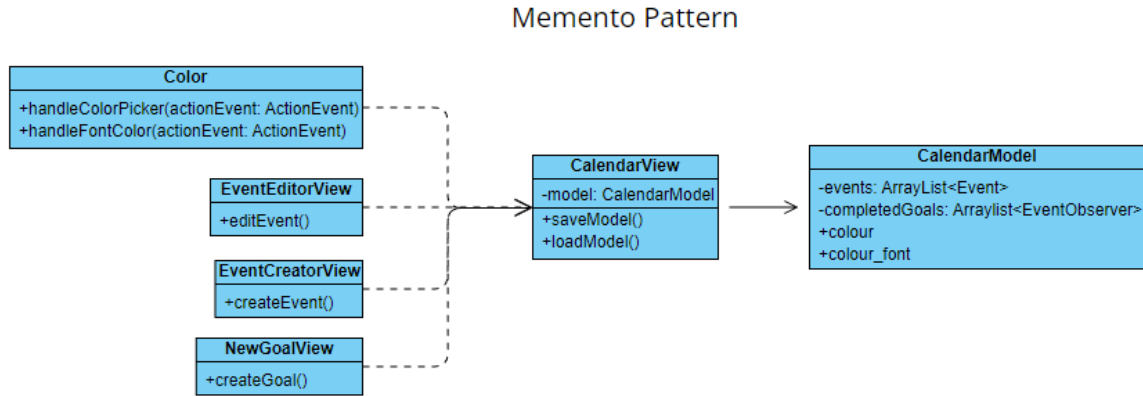 Memento Pattern
Color
+handleColorPicker(actionEvent: ActionEvent)
+handleFontColor(actionEvent: ActionEvent)
EventEditorView
+editEvent()
EventCreatorView
+createEvent()
NewGoalView
+createGoal()
CalendarView
-model: CalendarModel
+saveModel()
+loadModel()
CalendarModel
-events: ArrayList<Event>
-completedGoals: Arraylist<EventObserver>
+colour
+colour_font